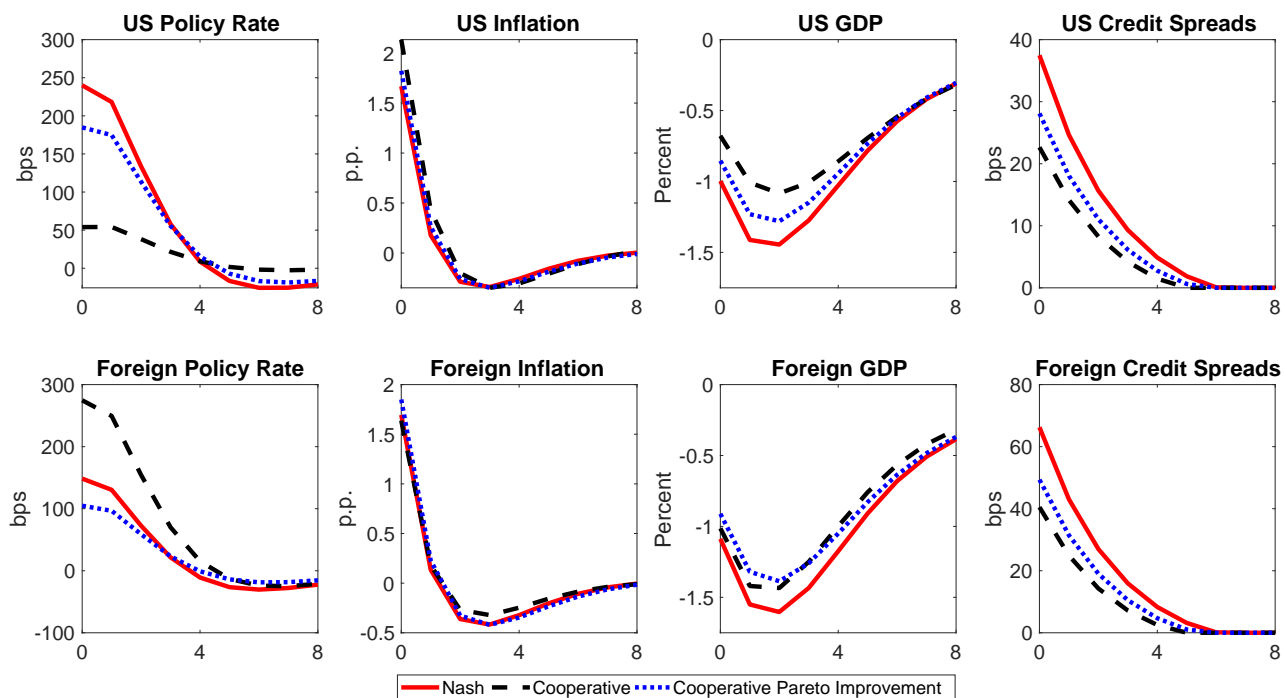 US Policy Rate
300
250
200
150
100
50
0
bps
0 4 8
US Inflation
2
1.5
1
0.5
0
p.p.
0 4 8
US GDP
0
-0.5
-1
-1.5
Percent
0 4 8
US Credit Spreads
40
30
20
10
0
bps
0 4 8
Foreign Policy Rate
300
200
100
0
-100
bps
0 4 8
Foreign Inflation
2
1.5
1
0.5
0
-0.5
p.p.
0 4 8
Foreign GDP
0
-0.5
-1
-1.5
Percent
0 4 8
Foreign Credit Spreads
80
60
40
20
0
bps
0 4 8
Nash Cooperative Cooperative Pareto Improvement